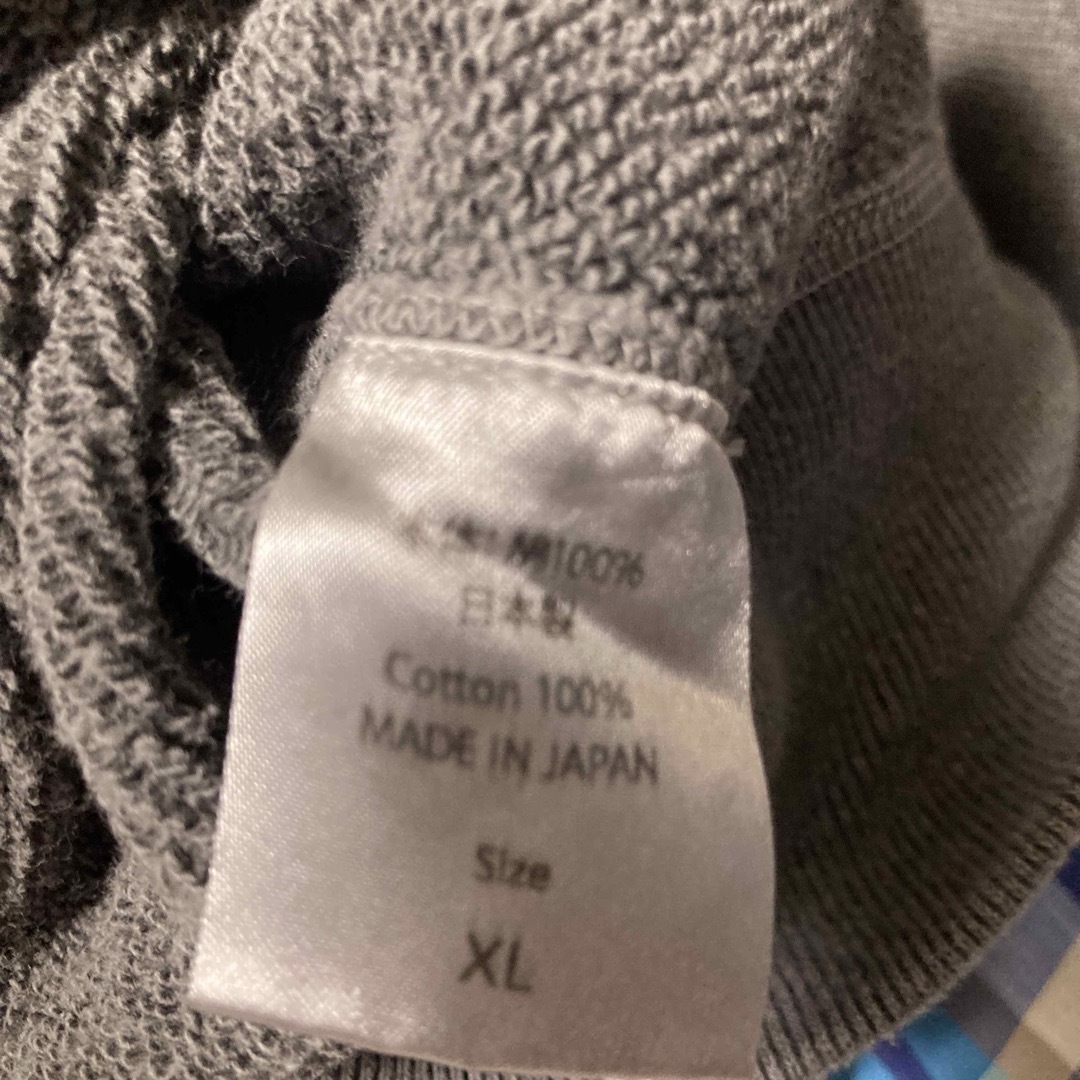 綿100%
日本製
Cotton 100%
MADE IN JAPAN
Size
XL